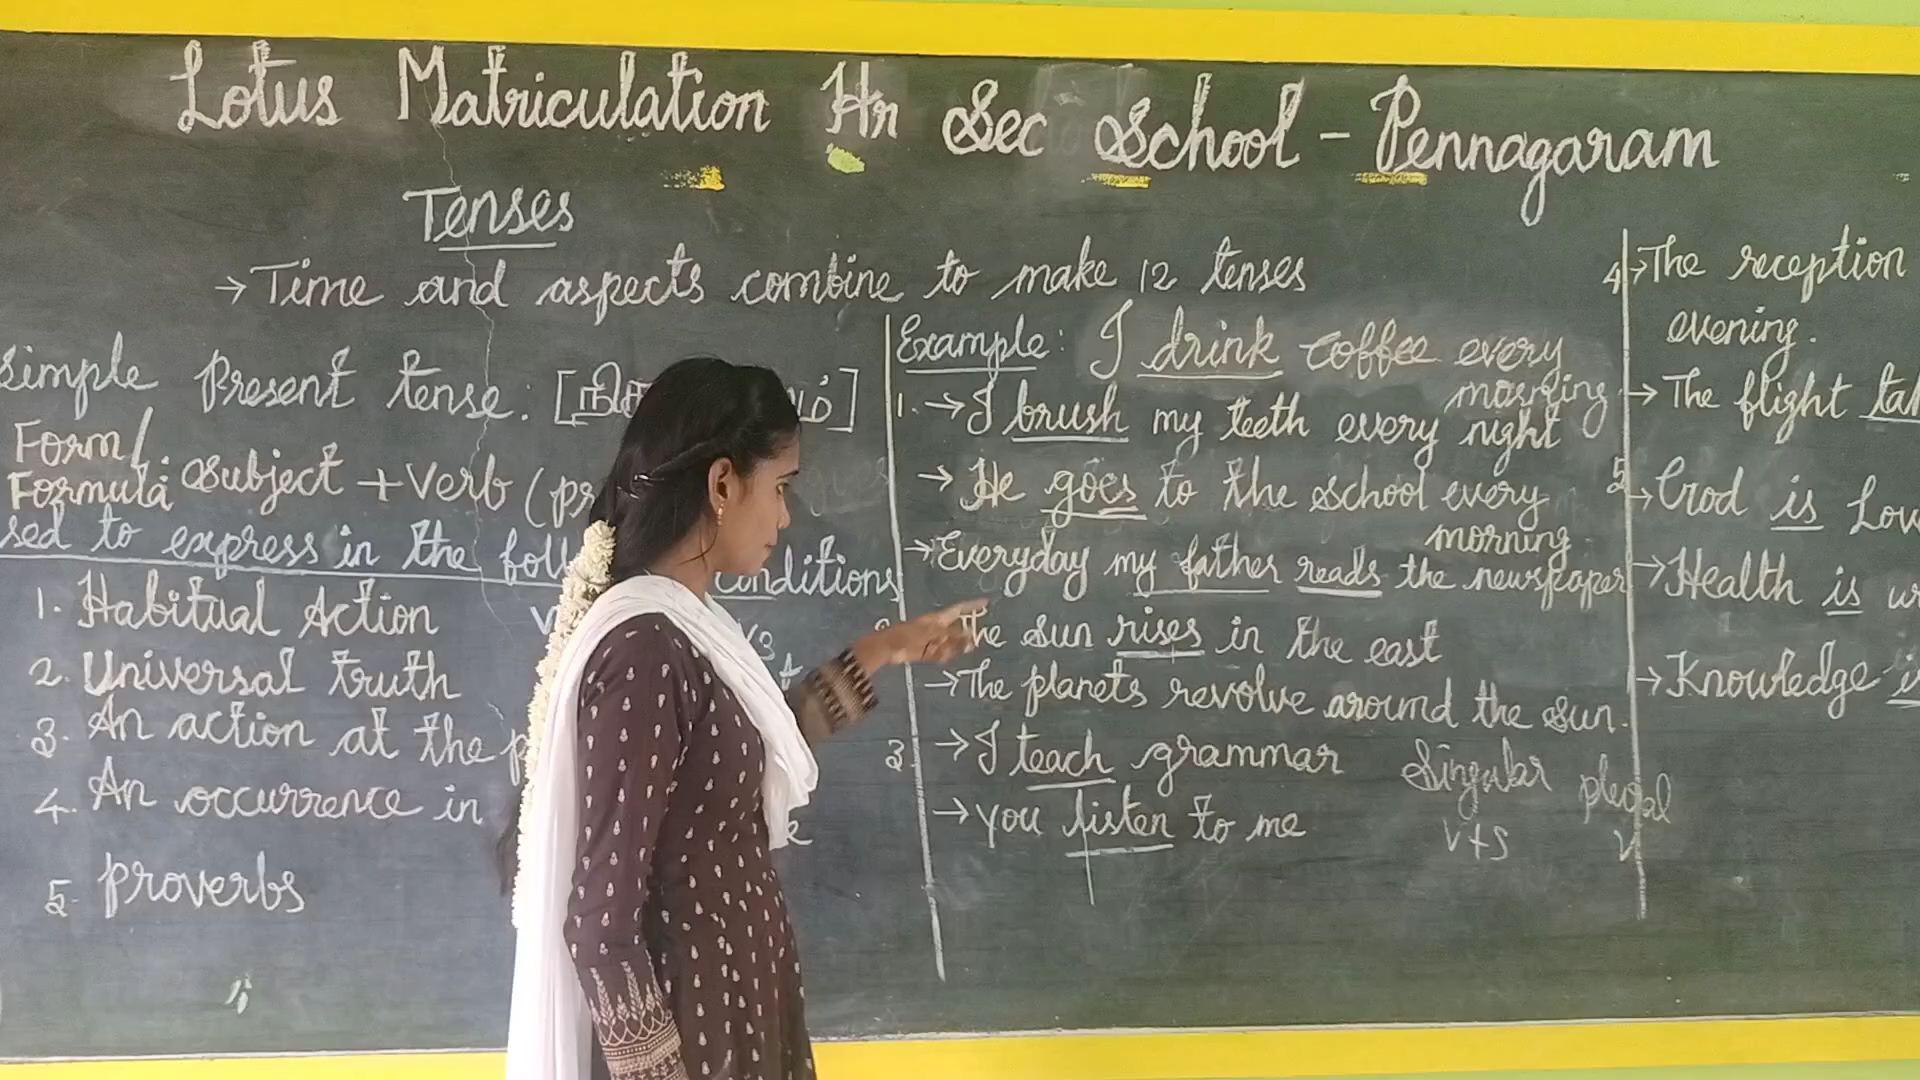 Lotus Matriculation Hr Sec School - Pennagaram
Tenses
→ Time and aspects combine to make 12 tenses
Simple Present tense: [
Form/
Formula: Subject + Verb (
sed to express in the conditions
1. Habitual Action
2. Universal truth
3. An action at the
4. An occurrence in
5. proverbs
Example: I drink coffee every
morning
1. → I brush my teeth every night
→ He goes to the school every
morning
→ Everyday my father reads the newspaper
The sun rises in the east
→ The planets revolve around the sun.
3. → I teach grammar
→ you listen to me
Singular plural
V+S V
4 → The reception
evening.
→ The flight
5 → God is
→ Health is
→ Knowledge